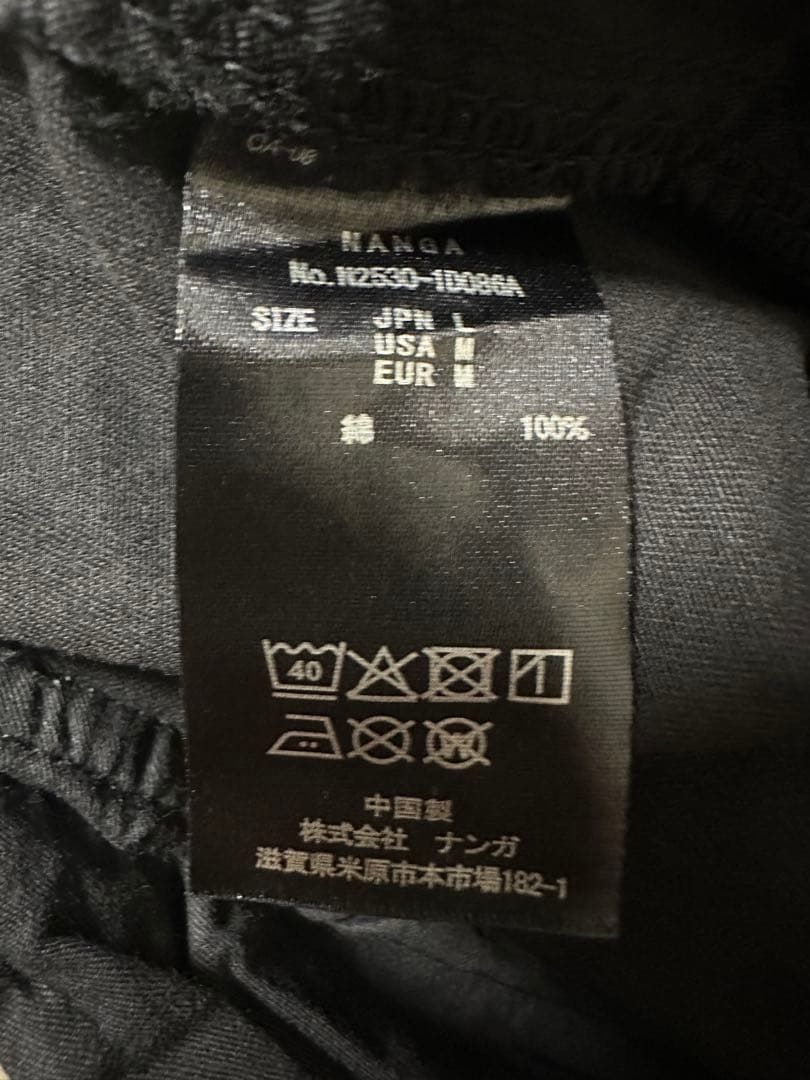 NANGA
No.N2530-1D086A
SIZE JPN L
USA M
EUR M
綿 100%
40
中国製
株式会社 ナンガ
滋賀県米原市本市場182-1